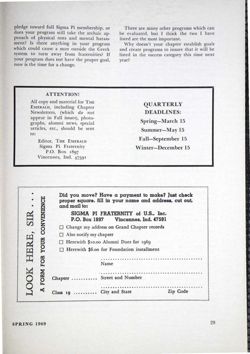 pledge toward full Sigma Pi membership, or
does your program still take the archaic ap-
proach of physical tests and mental harass-
ment? Is there anything in your program
which could cause a man outside the Greek
system to turn away from fraternities? If
your program does not have the proper goal,
now is the time for a change.
There are many other programs which can
be evaluated, but I think the two I have
listed are the most important.
Why doesn't your chapter establish goals
and create programs to insure that it will be
listed in the success category this time next
year?
ATTENTION!
All copy and material for THE
EMERALD, including Chapter
Newsletters, (which do not
appear in Fall issue), photo-
graphs, alumni news, special
articles, etc., should be sent
to:
Editor, THE EMERALD
Sigma Pi Fraternity
P.O. Box 1897
Vincennes, Ind. 47591
QUARTERLY
DEADLINES:
Spring—March 15
Summer—May 15
Fall—September 15
Winter—December 15
LOOK HERE, SIR . . .
A FORM FOR YOUR CONVENIENCE
Did you move? Have a payment to make? Just check
proper square, fill in your name and address, cut out,
and mail to:
SIGMA PI FRATERNITY of U.S., Inc.
P.O. Box 1897 Vincennes, Ind. 47591
□ Change my address on Grand Chapter records
□ Also notify my chapter
□ Herewith $10.00 Alumni Dues for 1969
□ Herewith $6.00 for Foundation installment
Name
Chapter Street and Number
Class 19 City and State Zip Code
SPRING 1969
29